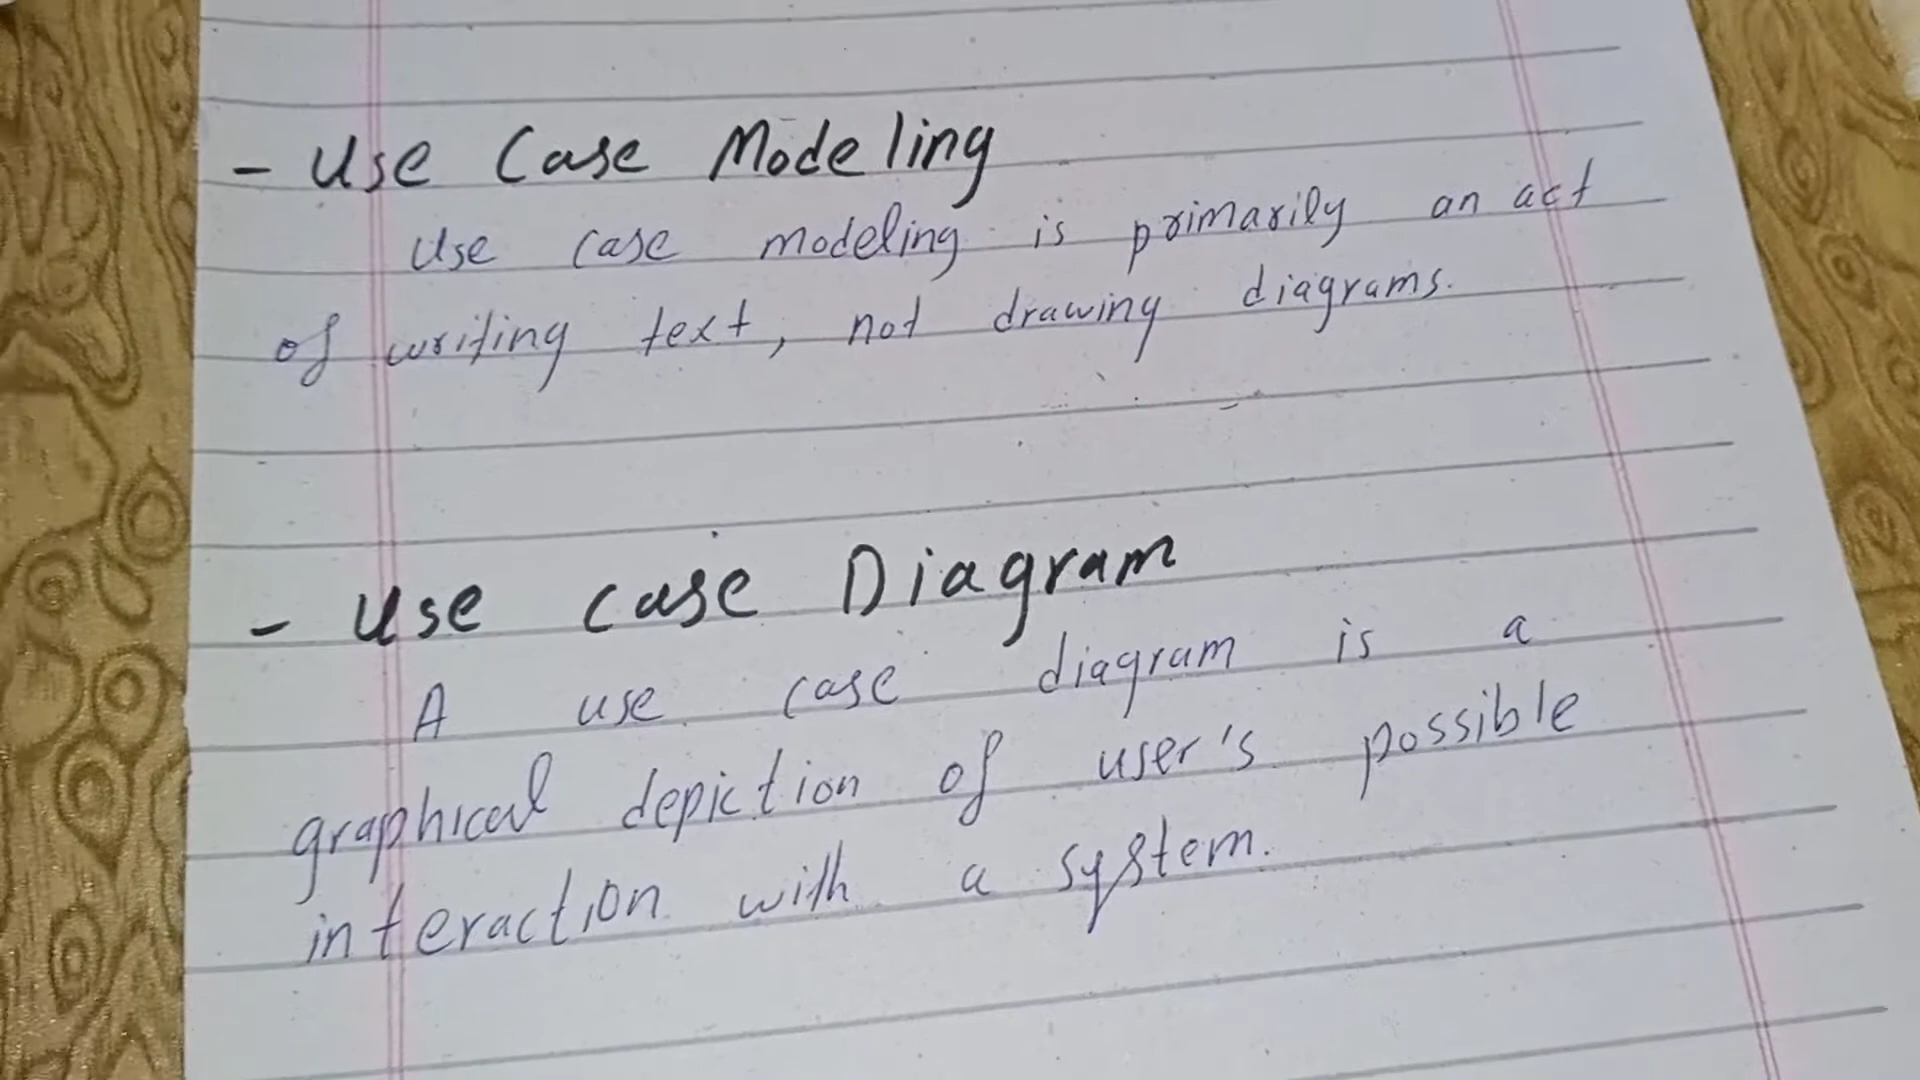 - Use Case Modeling
Use case modeling is primarily an act
of writing text, not drawing diagrams.
- Use case Diagram
A use case diagram is a
graphical depiction of user's possible
interaction with a system.